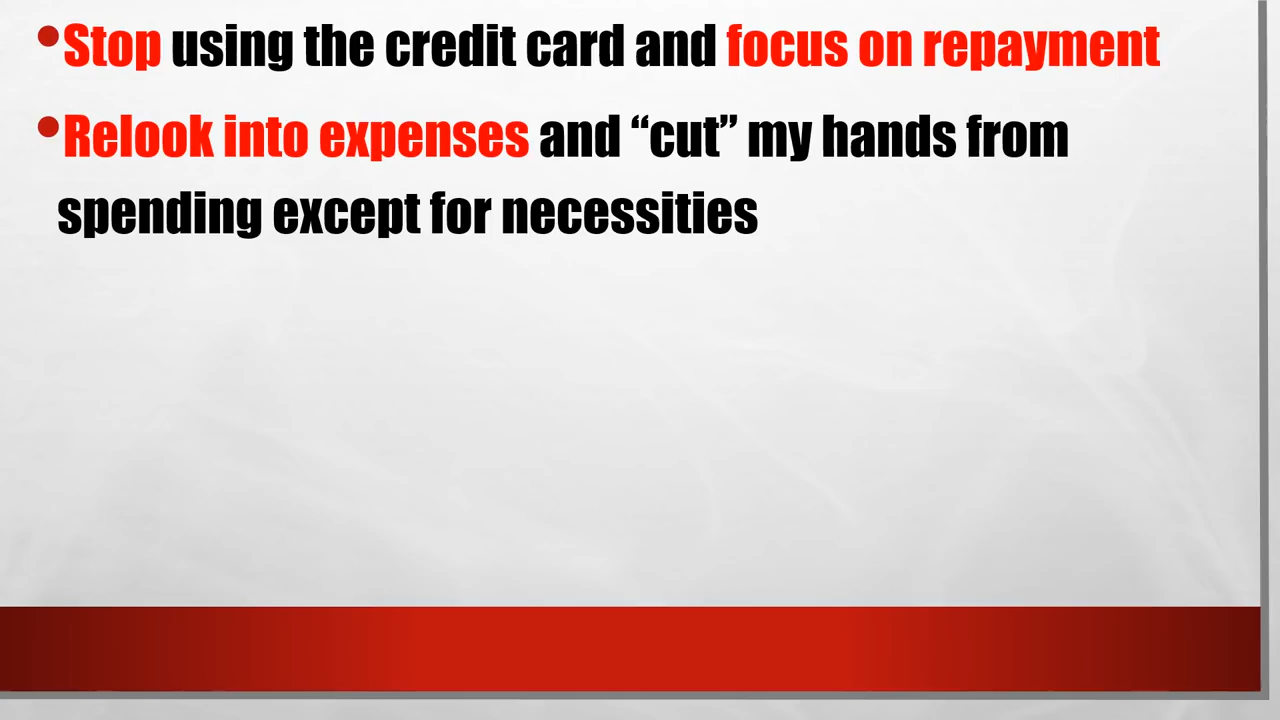 •Stop using the credit card and focus on repayment
•Relook into expenses and “cut” my hands from
spending except for necessities